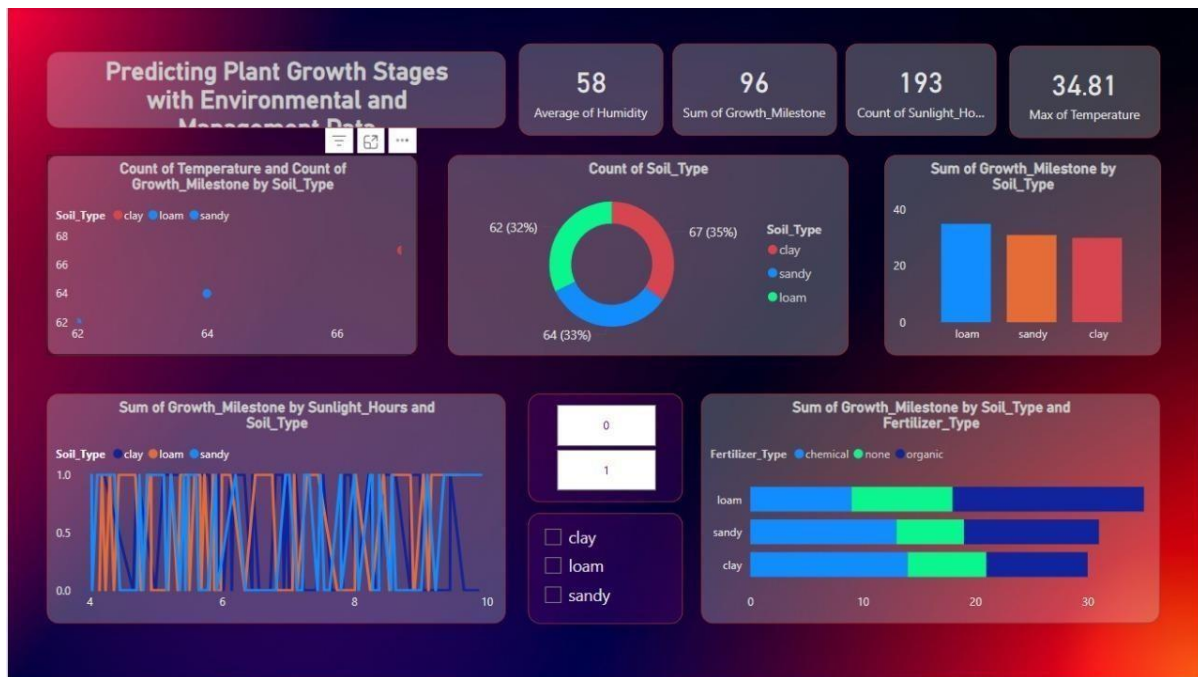 Predicting Plant Growth Stages
with Environmental and
Management Data
58
Average of Humidity
96
Sum of Growth_Milestone
193
Count of Sunlight_Ho...
34.81
Max of Temperature
Count of Temperature and Count of
Growth_Milestone by Soil_Type
Soil_Type clay loam sandy
68
66
64
62
62 64 66
Count of Soil_Type
62 (32%)
67 (35%)
64 (33%)
Soil_Type
clay
sandy
loam
Sum of Growth_Milestone by
Soil_Type
40
20
0
loam sandy clay
Sum of Growth_Milestone by Sunlight_Hours and
Soil_Type
Soil_Type clay loam sandy
1.0
0.5
0.0
4 6 8 10
0
1
clay
loam
sandy
Sum of Growth_Milestone by Soil_Type and
Fertilizer_Type
Fertilizer_Type chemical none organic
loam
sandy
clay
0 10 20 30